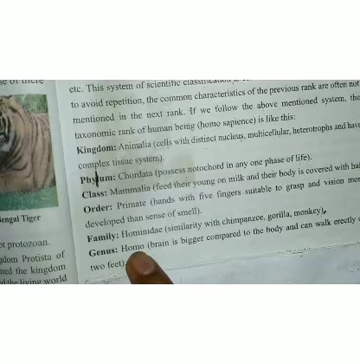 etc. This system of scientific
to avoid repetition, the common characteristics of the previous rank are often not
mentioned in the next rank. If we follow the above mentioned system, the
taxonomic rank of human being (homo sapience) is like this:
Kingdom: Animalia (cells with distinct nucleus, multicellular, heterotrophs and have
complex tissue system).
Phylum: Chordata (possess notochord in any one phase of life).
Class: Mammalia (feed their young on milk and their body is covered with
Order: Primate (hands with five fingers suitable to grasp and vision
developed than sense of smell).
Family: Hominidae (similarity with chimpanzee, gorilla, monkey),
Genus: Homo (brain is bigger compared to the body and can walk erectly
two feet)
Bengal Tiger
protozoan.
Protista of
the kingdom
the living world